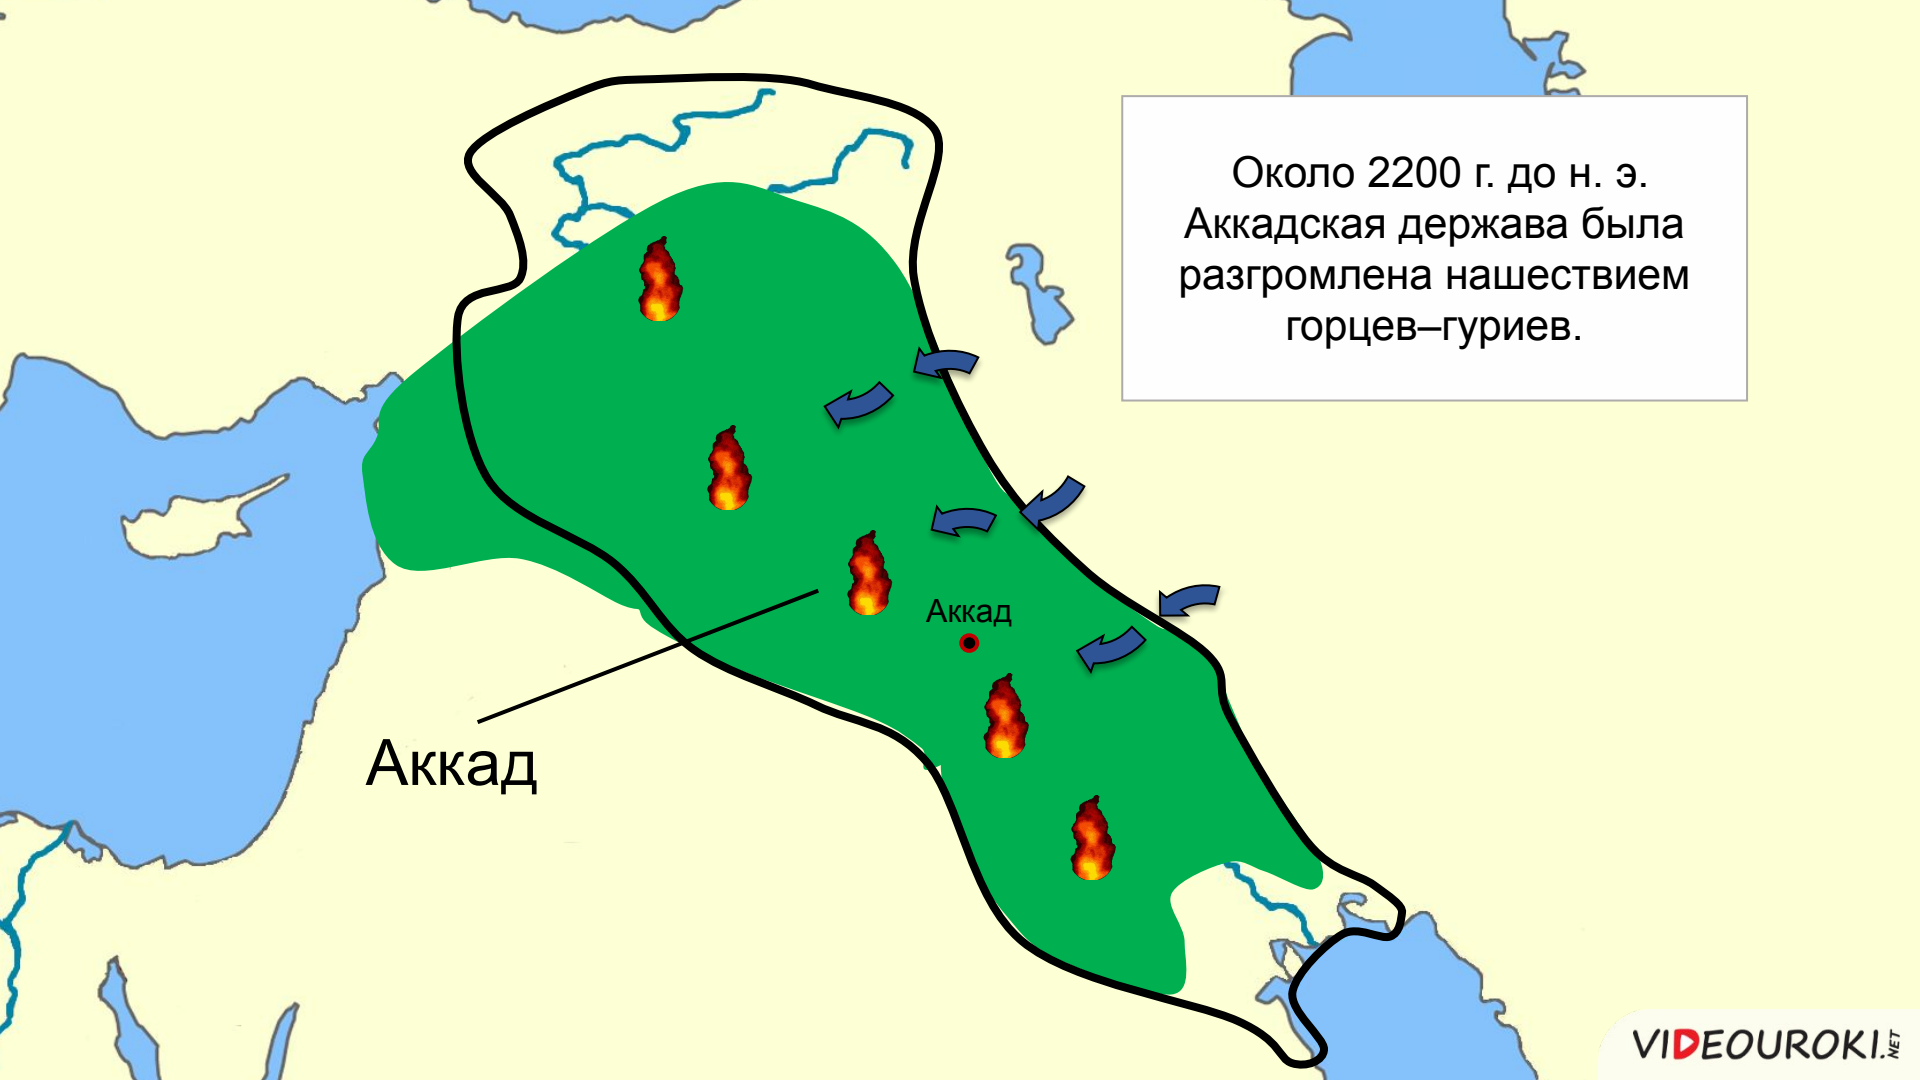 Около 2200 г. до н. э.
Аккадская держава была
разгромлена нашествием
горцев–гуриев.
Аккад
Аккад
VIDEOUROKI.NET